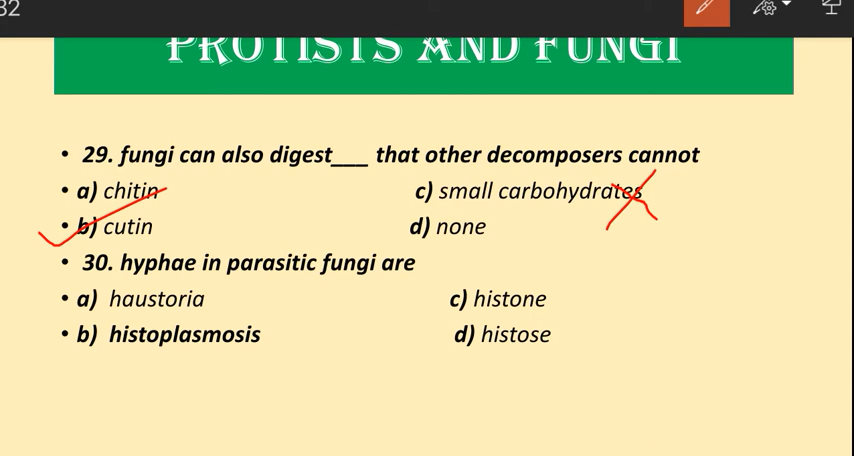 32
PROTISTS AND FUNGI
• 29. fungi can also digest___ that other decomposers cannot
• a) chitin c) small carbohydrates
• b) cutin d) none
• 30. hyphae in parasitic fungi are
• a) haustoria c) histone
• b) histoplasmosis d) histose